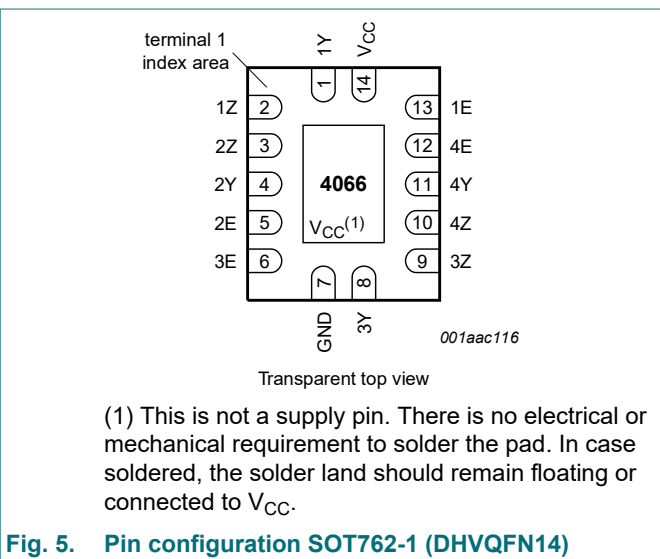 terminal 1
index area
1Y
VCC
1
14
1Z 2
13 1E
2Z 3
12 4E
2Y 4
4066
11 4Y
2E 5
VCC(1)
10 4Z
3E 6
9 3Z
7
8
GND
3Y
001aac116
Transparent top view
(1) This is not a supply pin. There is no electrical or
mechanical requirement to solder the pad. In case
soldered, the solder land should remain floating or
connected to VCC.
Fig. 5. Pin configuration SOT762-1 (DHVQFN14)